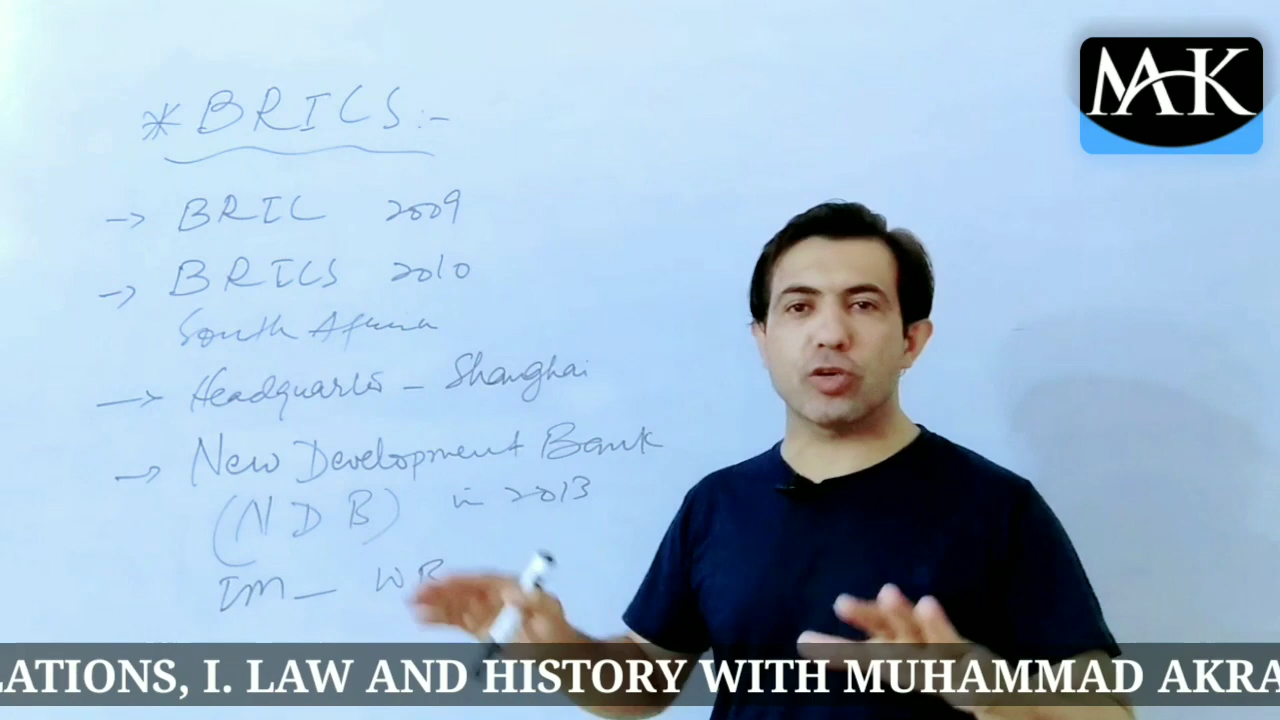 * BRICS:-
→ BRIC 2009
→ BRICS 2010
South Africa
→ Headquarters - Shanghai
→ New Development Bank
(NDB) in 2013
IM- WB
MAK
LATIONS, I. LAW AND HISTORY WITH MUHAMMAD AKRA